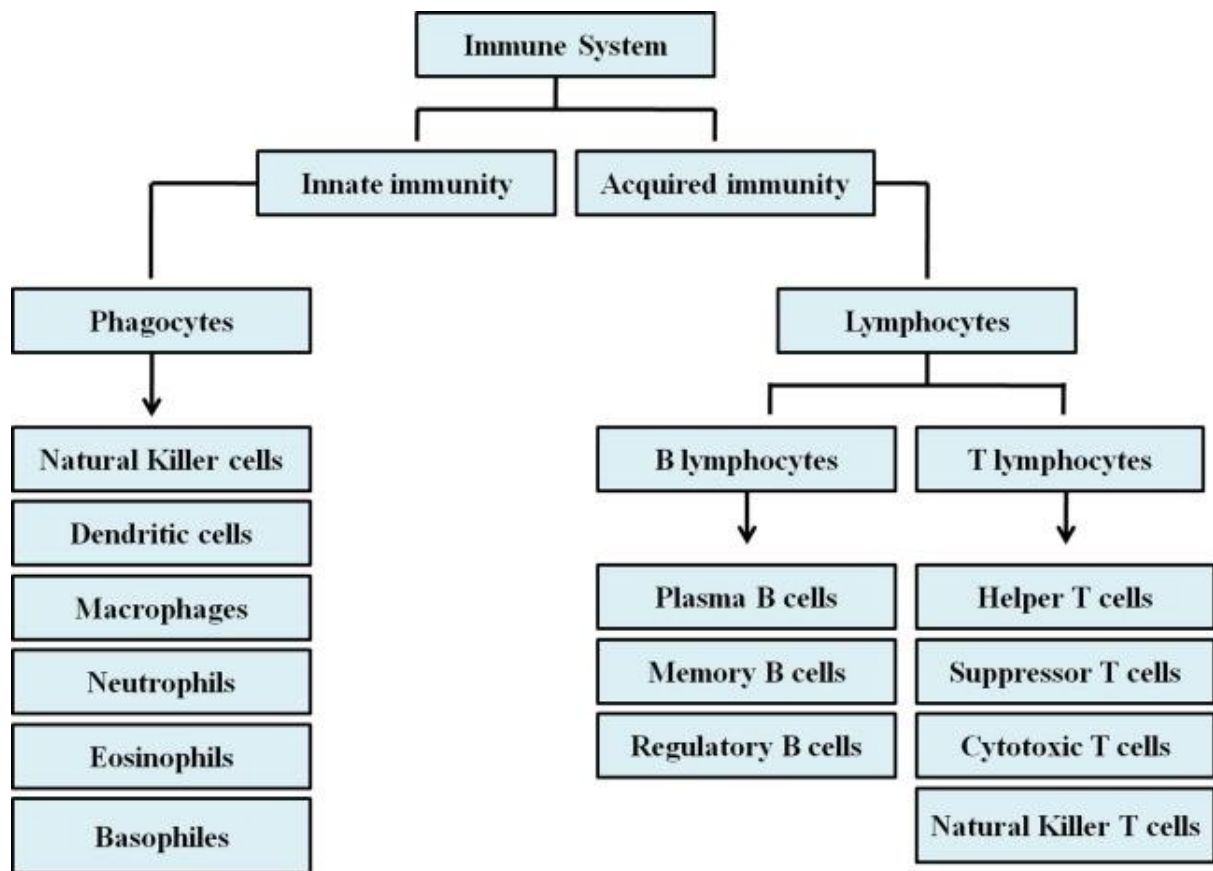 Immune System
Innate immunity
Acquired immunity
Phagocytes
Lymphocytes
Natural Killer cells
Dendritic cells
Macrophages
Neutrophils
Eosinophils
Basophiles
B lymphocytes
T lymphocytes
Plasma B cells
Memory B cells
Regulatory B cells
Helper T cells
Suppressor T cells
Cytotoxic T cells
Natural Killer T cells